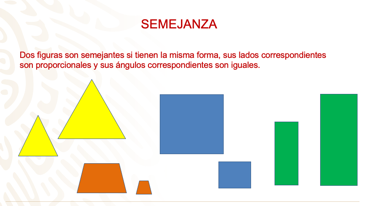 SEMEJANZA
Dos figuras son semejantes si tienen la misma forma, sus lados correspondientes
son proporcionales y sus ángulos correspondientes son iguales.